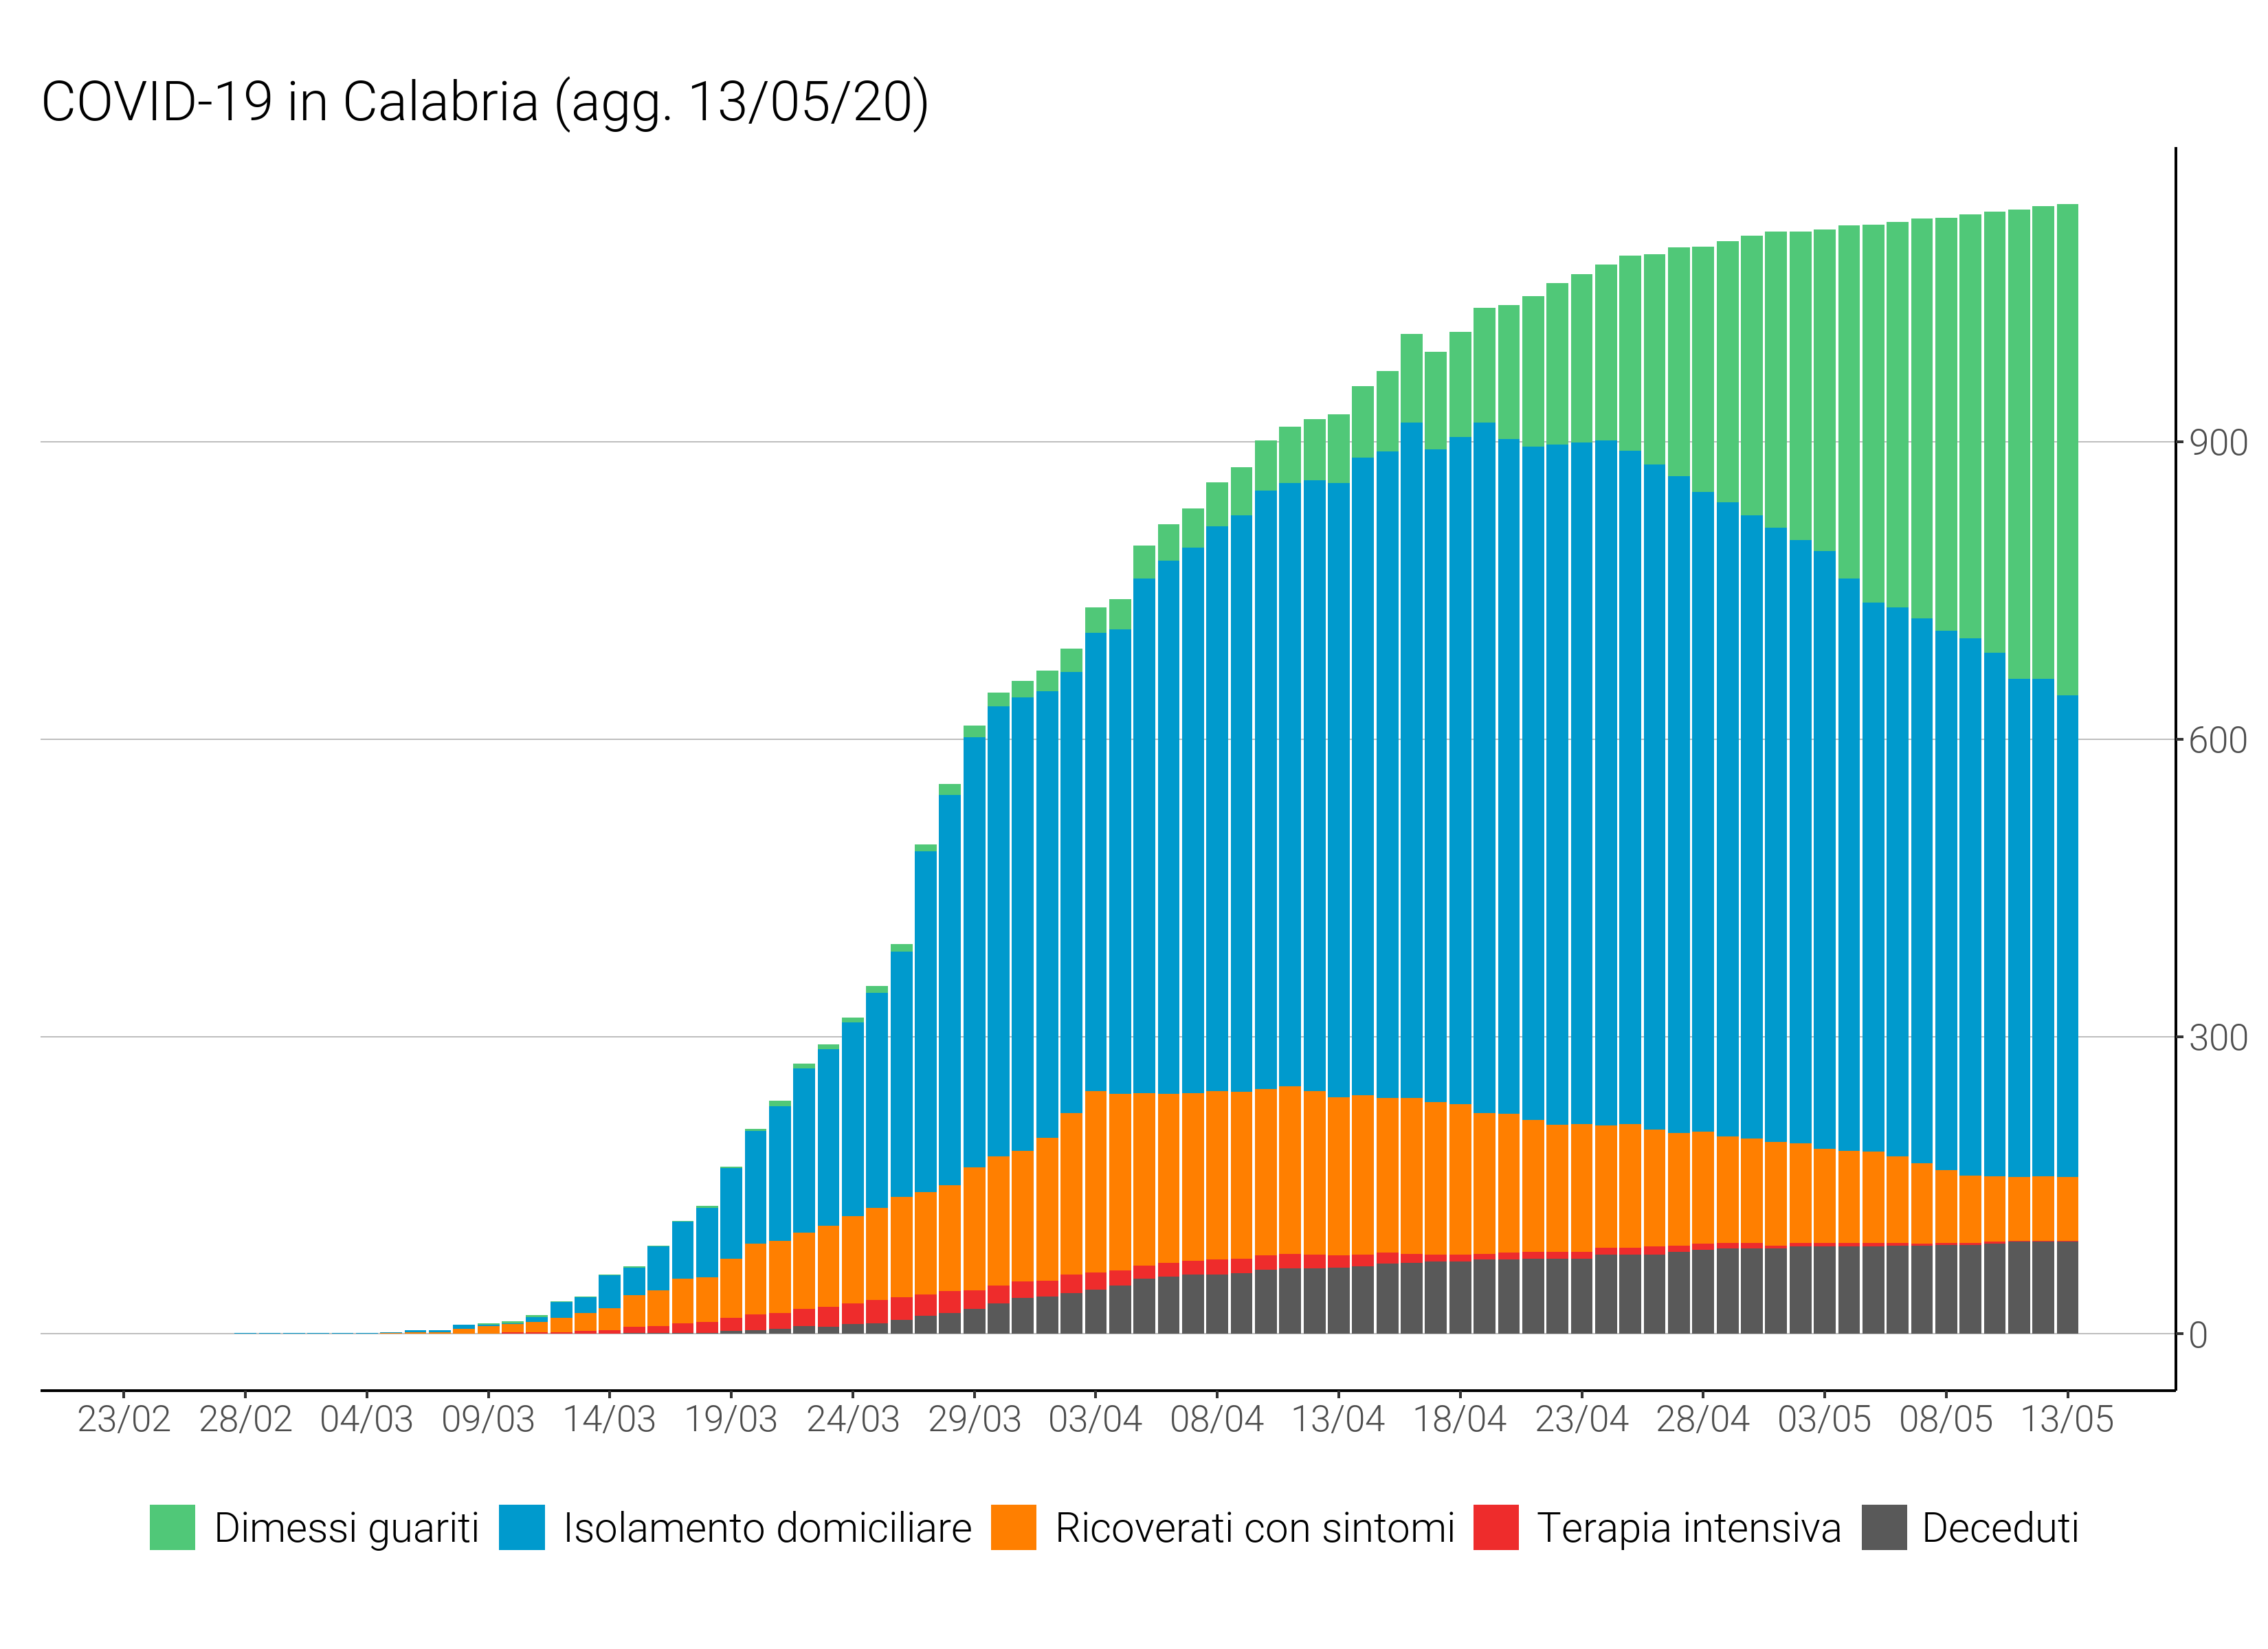 COVID-19 in Calabria (agg. 13/05/20)
900
600
300
0
23/02 28/02 04/03 09/03 14/03 19/03 24/03 29/03 03/04 08/04 13/04 18/04 23/04 28/04 03/05 08/05 13/05
Dimessi guariti Isolamento domiciliare Ricoverati con sintomi Terapia intensiva Deceduti